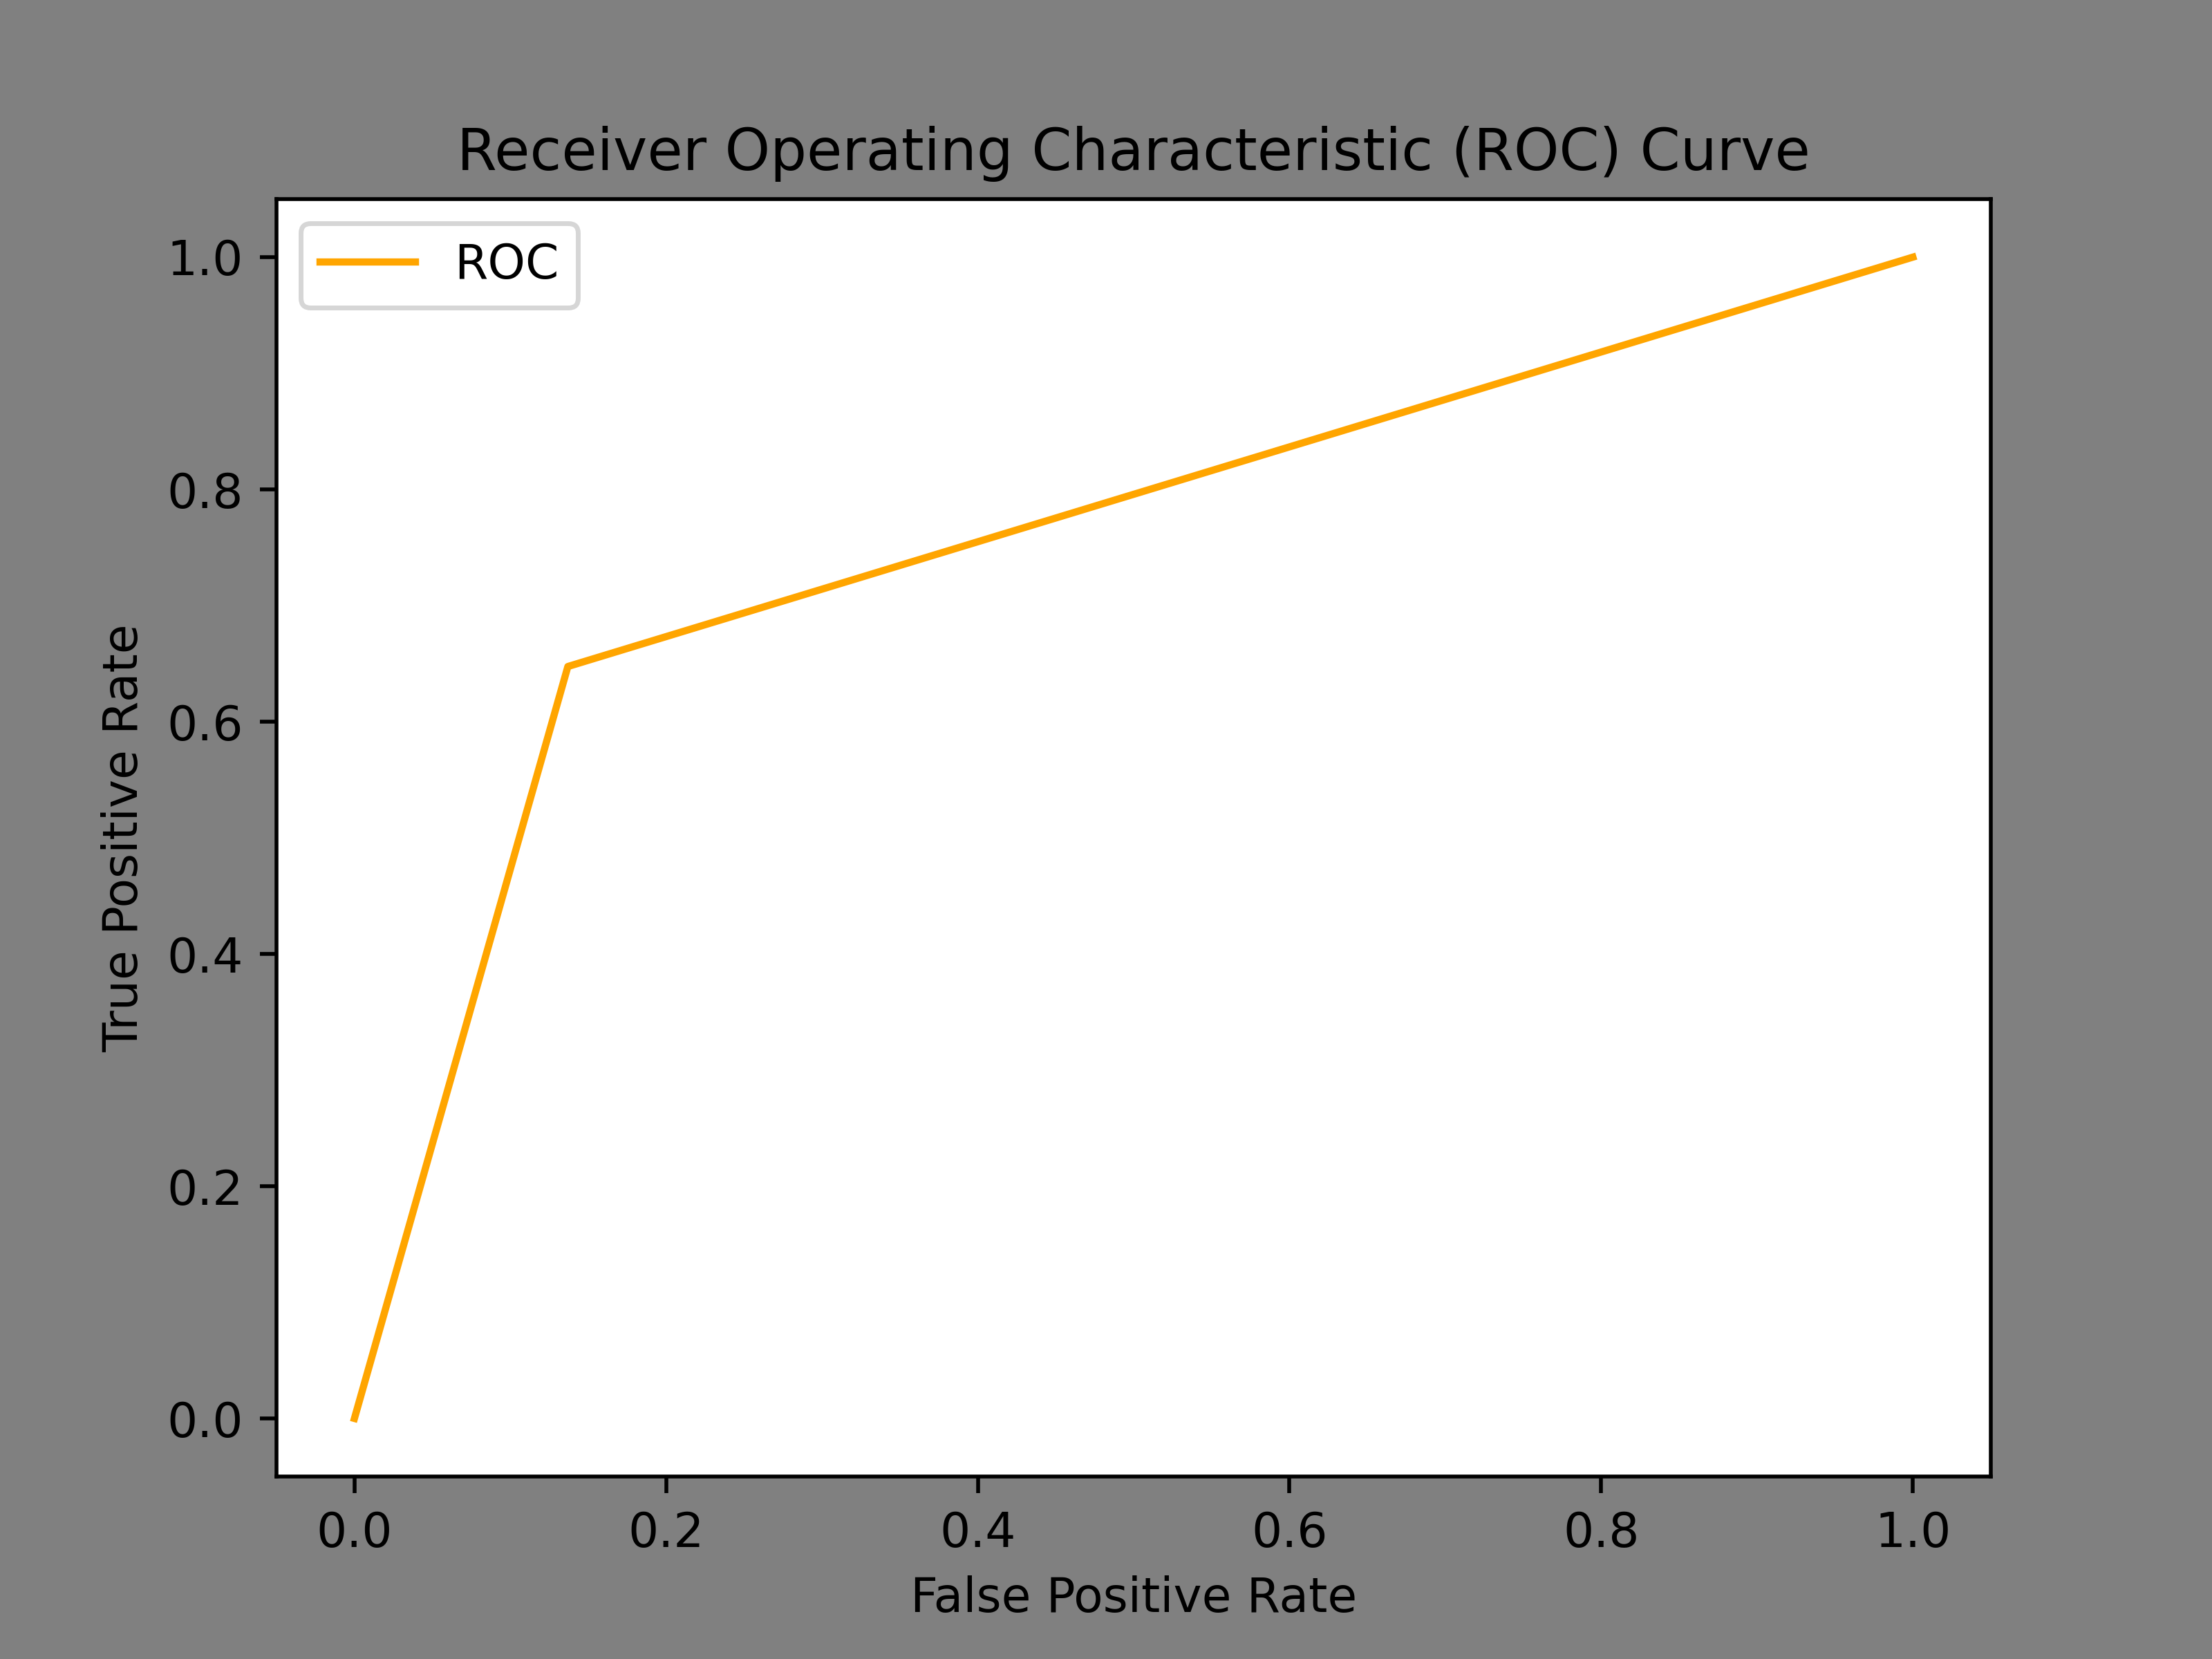 Receiver Operating Characteristic (ROC) Curve
ROC
True Positive Rate
1.0
0.8
0.6
0.4
0.2
0.0
0.0 0.2 0.4 0.6 0.8 1.0
False Positive Rate